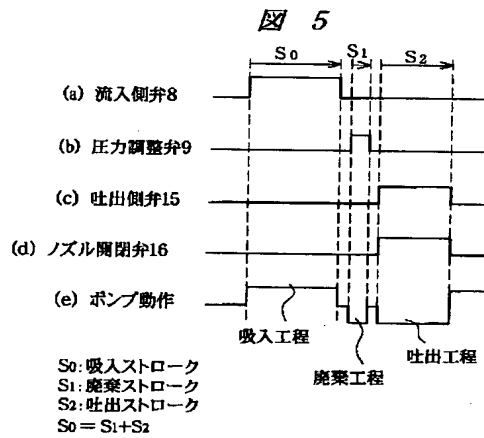 図 5
S0 S1 S2
(a) 流入側弁8
(b) 圧力調整弁9
(c) 吐出側弁15
(d) ノズル開閉弁16
(e) ポンプ動作
吸入工程
廃棄工程
吐出工程
S0:吸入ストローク
S1:廃棄ストローク
S2:吐出ストローク
S0=S1+S2